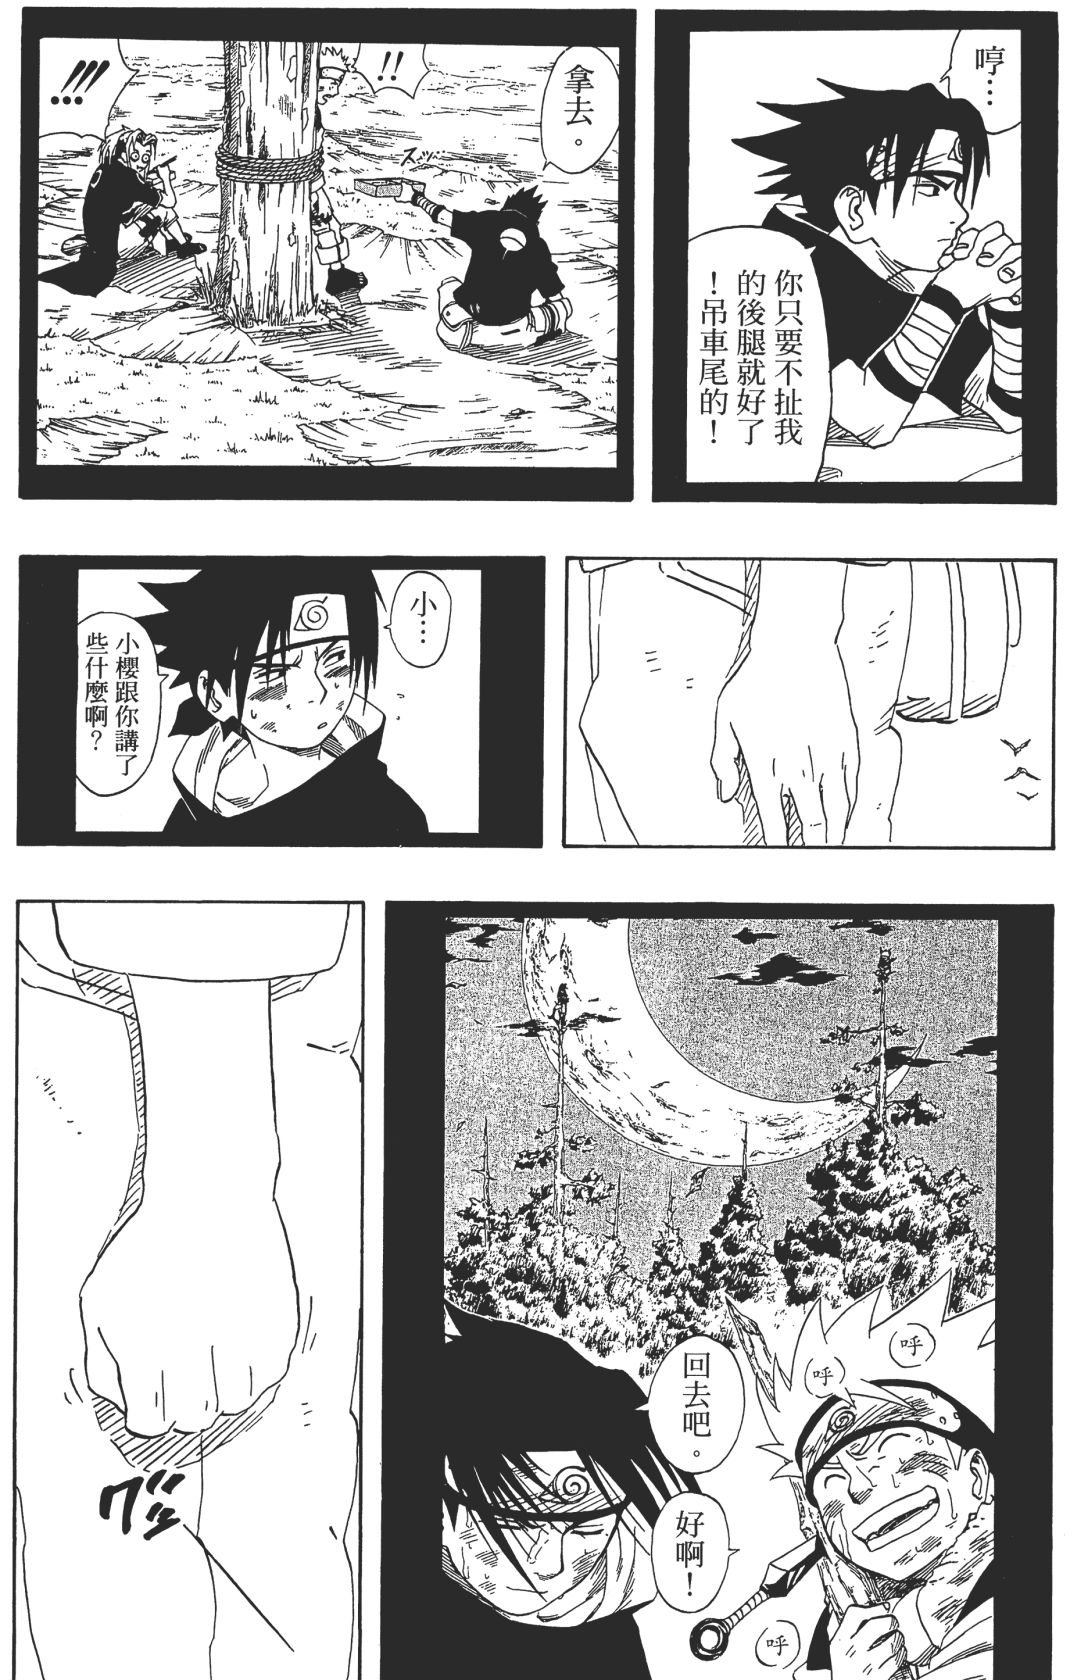 哼…
你只要不扯我
的後腿就好了
！吊車尾的！
拿去。
!!
!!!
スッ…
小…
小櫻跟你講了
些什麼啊？
呼
呼
回去吧。
好啊！
呼
グッ